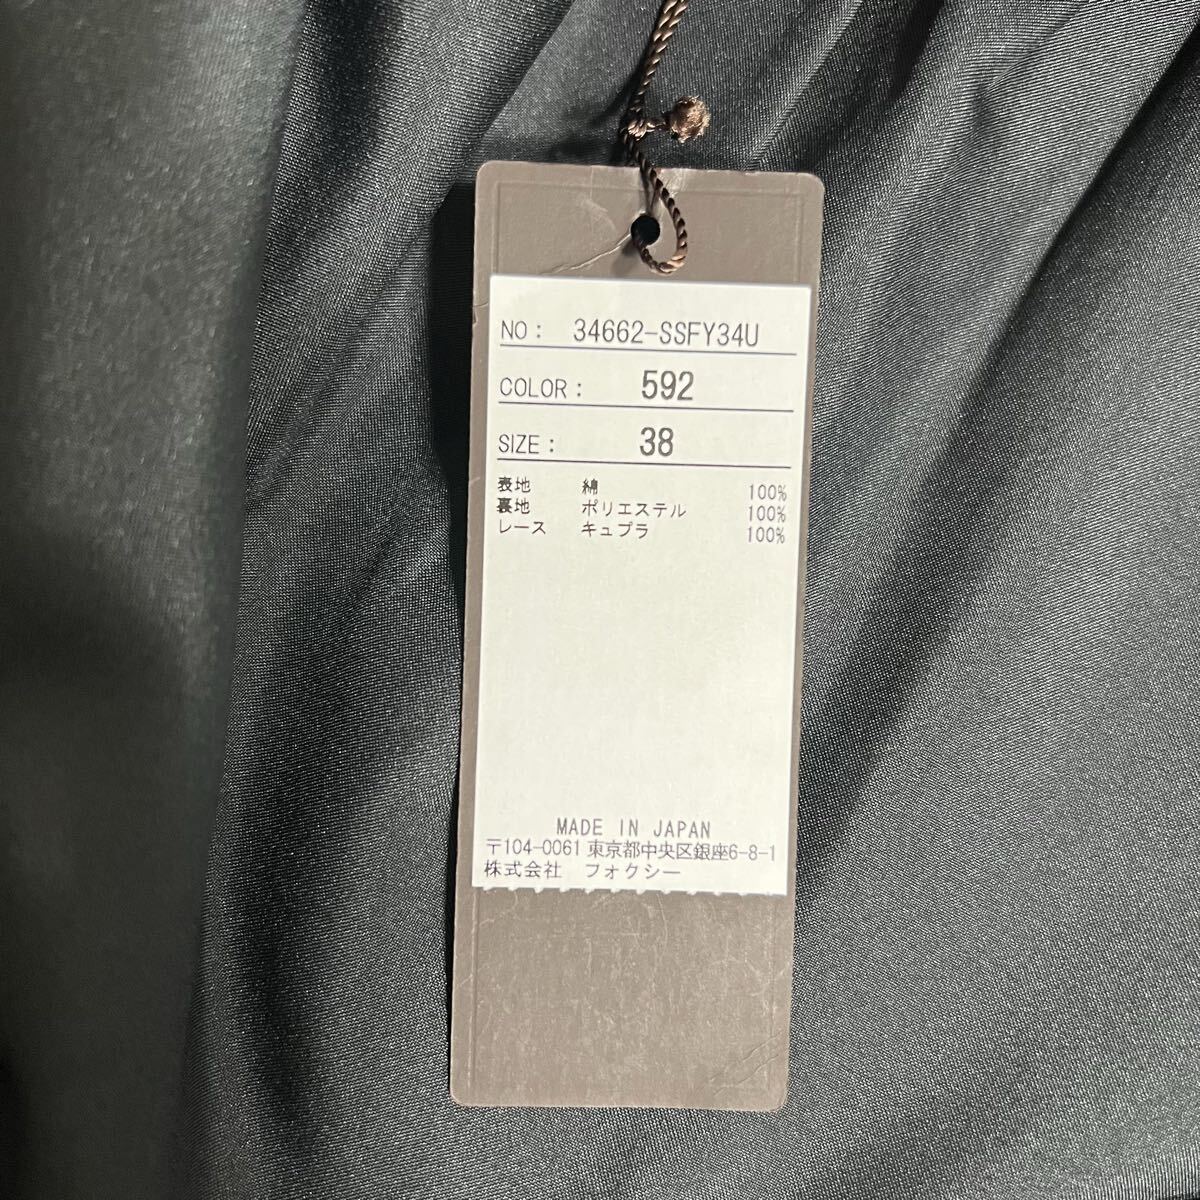 NO: 34662-SSFY34U
COLOR: 592
SIZE: 38
表地 綿 100%
裏地 ポリエステル 100%
レース キュプラ 100%
MADE IN JAPAN
〒104-0061 東京都中央区銀座6-8-1
株式会社 フォクシー